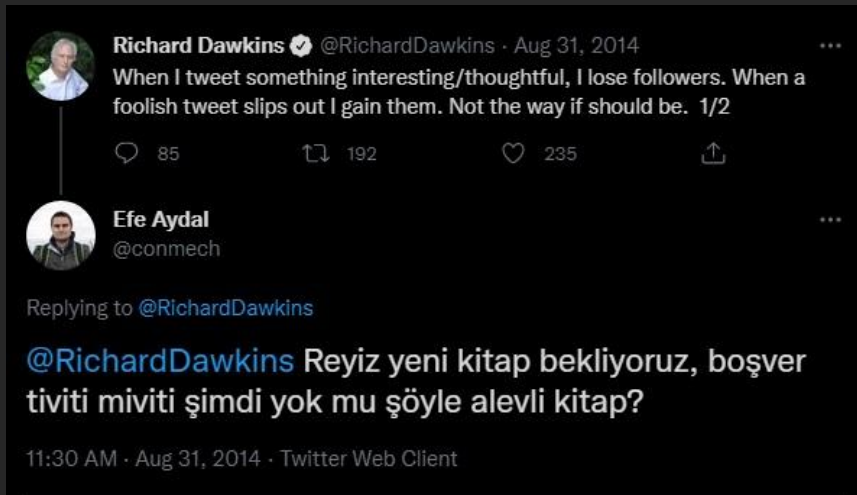 Richard Dawkins @RichardDawkins · Aug 31, 2014
When I tweet something interesting/thoughtful, I lose followers. When a
foolish tweet slips out I gain them. Not the way if should be. 1/2
85 192 235
Efe Aydal
@conmech
Replying to @RichardDawkins
@RichardDawkins Reyiz yeni kitap bekliyoruz, boşver
tiviti miviti şimdi yok mu şöyle alevli kitap?
11:30 AM · Aug 31, 2014 · Twitter Web Client